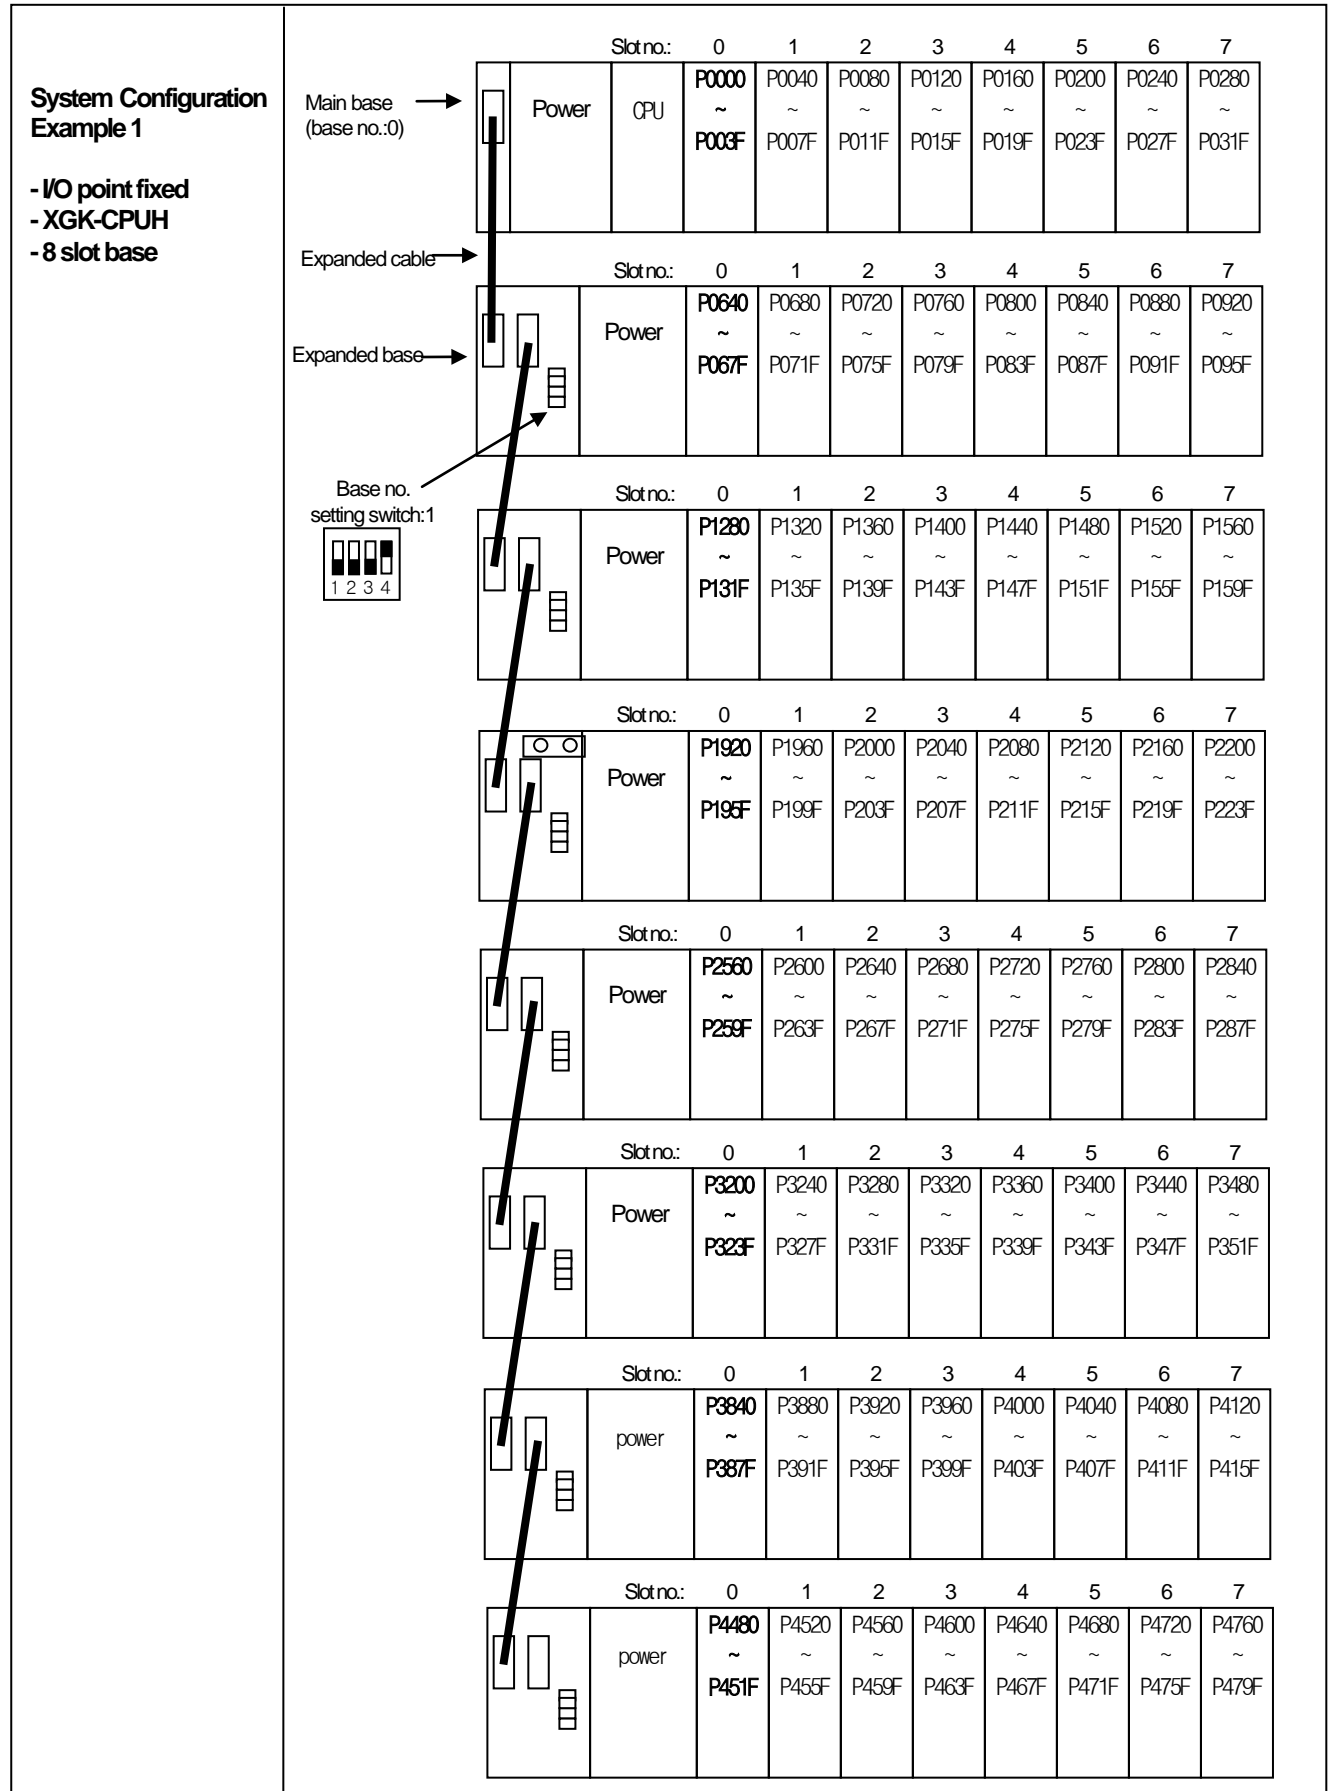 System Configuration
Example 1
- I/O point fixed
- XGK-CPUH
- 8 slot base
Slot no.: 0 1 2 3 4 5 6 7
Main base
(base no.:0)
Power CPU
P0000 P0040 P0080 P0120 P0160 P0200 P0240 P0280
~ ~ ~ ~ ~ ~ ~ ~
P003F P007F P011F P015F P019F P023F P027F P031F
Expanded cable
Slot no.: 0 1 2 3 4 5 6 7
Expanded base
Power
P0640 P0680 P0720 P0760 P0800 P0840 P0880 P0920
~ ~ ~ ~ ~ ~ ~ ~
P067F P071F P075F P079F P083F P087F P091F P095F
Base no.
setting switch:1
1 2 3 4
Slot no.: 0 1 2 3 4 5 6 7
Power
P1280 P1320 P1360 P1400 P1440 P1480 P1520 P1560
~ ~ ~ ~ ~ ~ ~ ~
P131F P135F P139F P143F P147F P151F P155F P159F
Slot no.: 0 1 2 3 4 5 6 7
Power
P1920 P1960 P2000 P2040 P2080 P2120 P2160 P2200
~ ~ ~ ~ ~ ~ ~ ~
P195F P199F P203F P207F P211F P215F P219F P223F
Slot no.: 0 1 2 3 4 5 6 7
Power
P2560 P2600 P2640 P2680 P2720 P2760 P2800 P2840
~ ~ ~ ~ ~ ~ ~ ~
P259F P263F P267F P271F P275F P279F P283F P287F
Slot no.: 0 1 2 3 4 5 6 7
Power
P3200 P3240 P3280 P3320 P3360 P3400 P3440 P3480
~ ~ ~ ~ ~ ~ ~ ~
P323F P327F P331F P335F P339F P343F P347F P351F
Slot no.: 0 1 2 3 4 5 6 7
power
P3840 P3880 P3920 P3960 P4000 P4040 P4080 P4120
~ ~ ~ ~ ~ ~ ~ ~
P387F P391F P395F P399F P403F P407F P411F P415F
Slot no.: 0 1 2 3 4 5 6 7
power
P4480 P4520 P4560 P4600 P4640 P4680 P4720 P4760
~ ~ ~ ~ ~ ~ ~ ~
P451F P455F P459F P463F P467F P471F P475F P479F